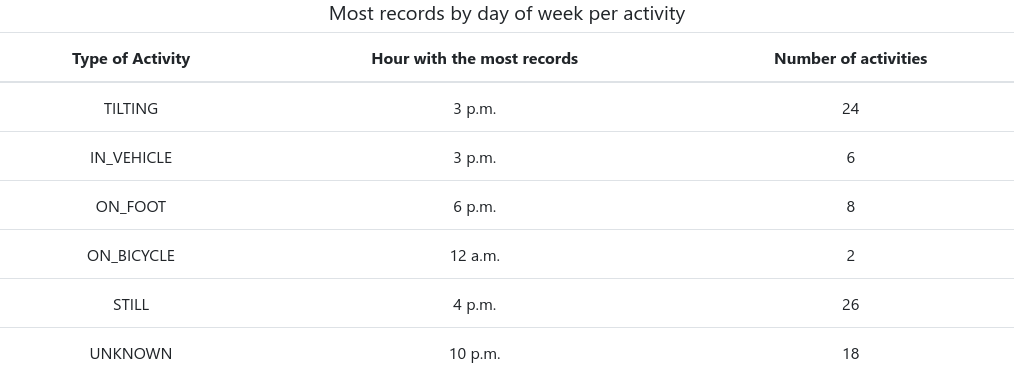 Most records by day of week per activity
Type of Activity Hour with the most records Number of activities
TILTING 3 p.m. 24
IN_VEHICLE 3 p.m. 6
ON_FOOT 6 p.m. 8
ON_BICYCLE 12 a.m. 2
STILL 4 p.m. 26
UNKNOWN 10 p.m. 18